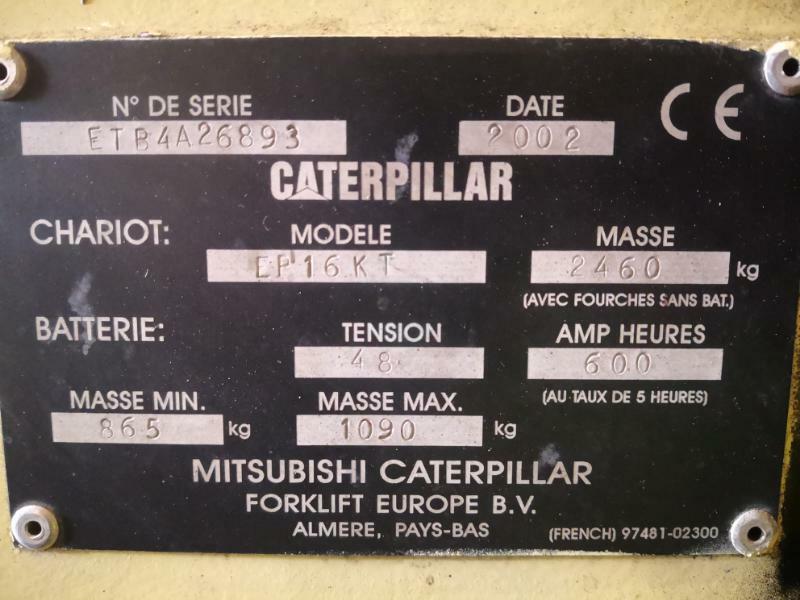 N° DE SERIE DATE CE
ETB4A26893 2002
CATERPILLAR
CHARIOT: MODELE MASSE
EP16KT 2460 kg
(AVEC FOURCHES SANS BAT.)
BATTERIE: TENSION AMP HEURES
48 600
MASSE MIN. MASSE MAX. (AU TAUX DE 5 HEURES)
865 kg 1090 kg
MITSUBISHI CATERPILLAR
FORKLIFT EUROPE B.V.
ALMERE, PAYS-BAS (FRENCH) 97481-02300